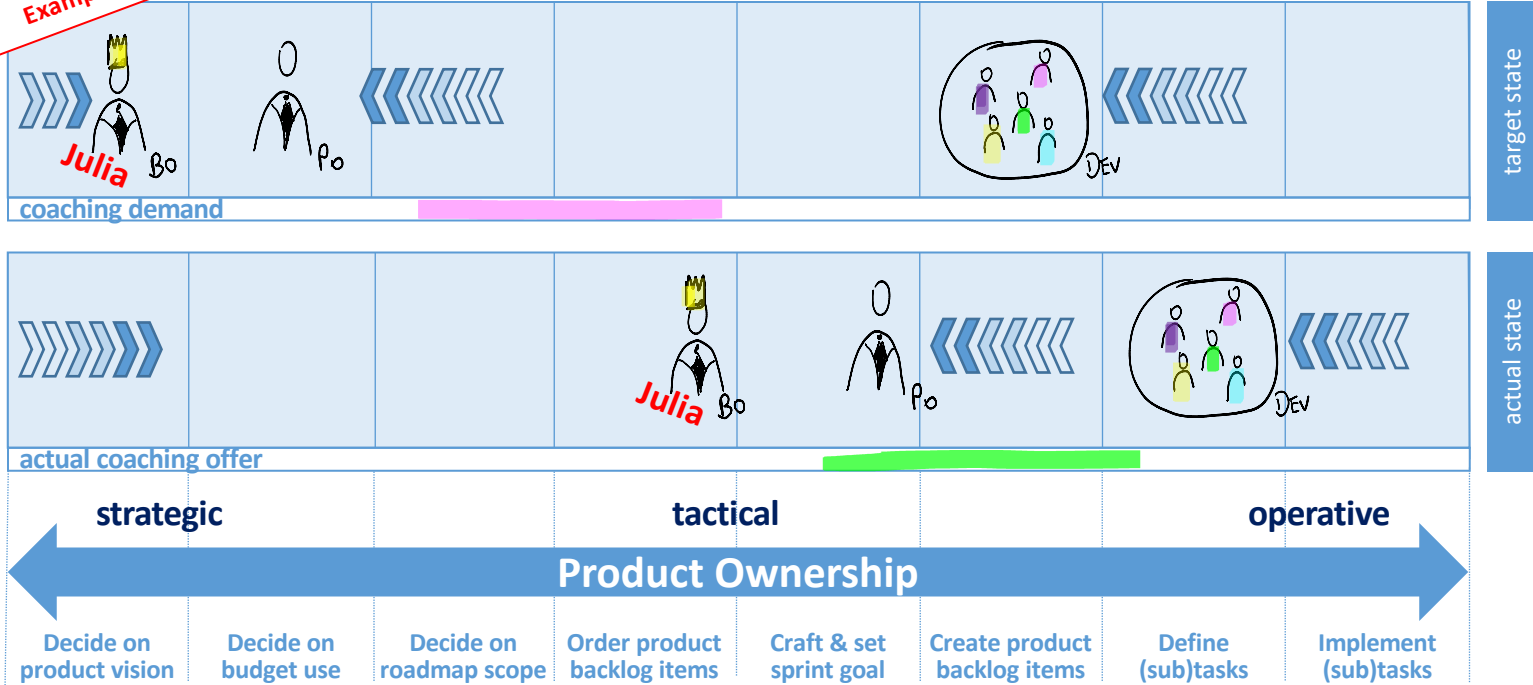 Julia
BO
PO
DEV
target state
coaching demand
Julia
BO
PO
DEV
actual state
actual coaching offer
strategic
tactical
operative
Product Ownership
Decide on
product vision
Decide on
budget use
Decide on
roadmap scope
Order product
backlog items
Craft & set
sprint goal
Create product
backlog items
Define
(sub)tasks
Implement
(sub)tasks